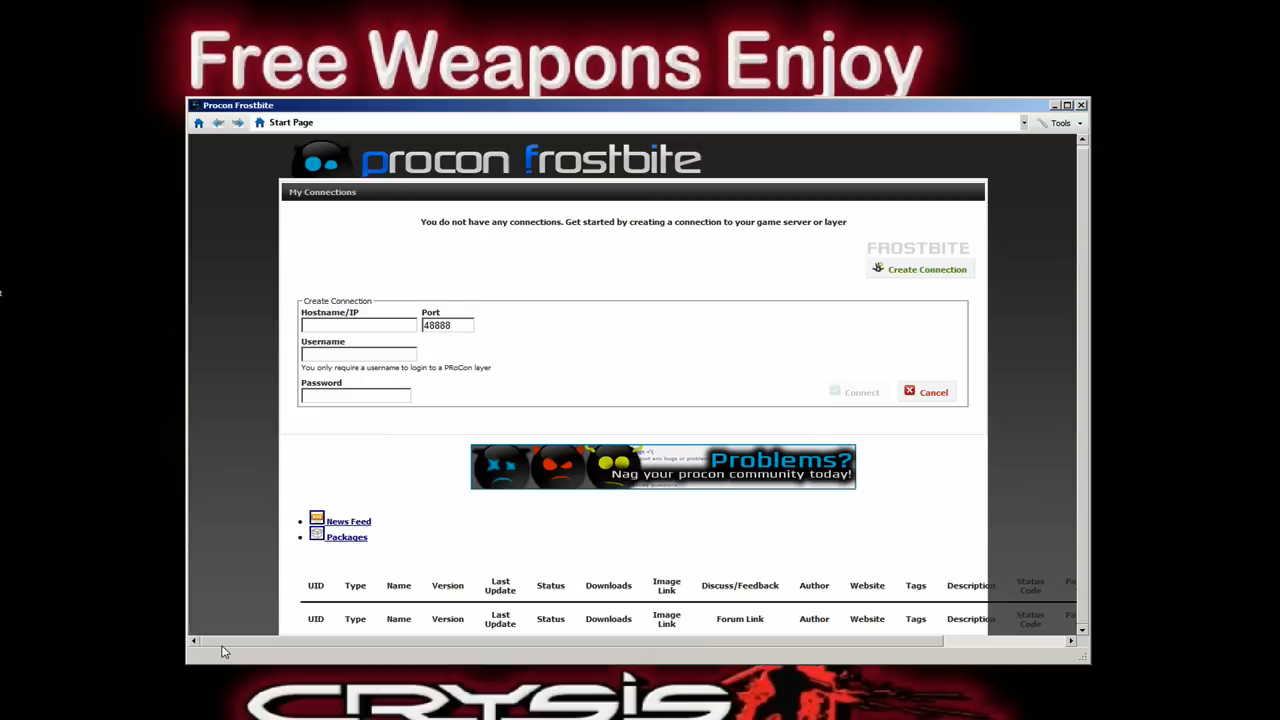 Free Weapons Enjoy
Procon Frostbite
Start Page
Tools
procon frostbite
My Connections
You do not have any connections. Get started by creating a connection to your game server or layer
FROSTBITE
Create Connection
Create Connection
Hostname/IP Port
48888
Username
You only require a username to login to a PRoCon layer
Password
Connect Cancel
Problems?
Nag your procon community today!
News Feed
Packages
UID Type Name Version Last Update Status Downloads Image Link Discuss/Feedback Author Website Tags Description Status Code
UID Type Name Version Last Update Status Downloads Image Link Forum Link Author Website Tags Description Status Code
CRYSIS